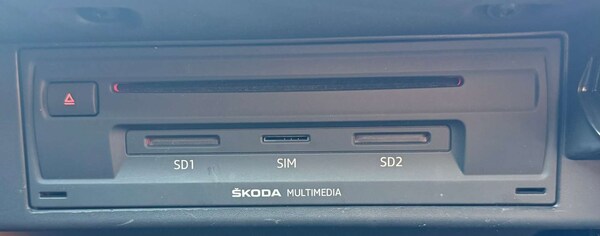 SD1 SIM SD2
ŠKODA MULTIMEDIA